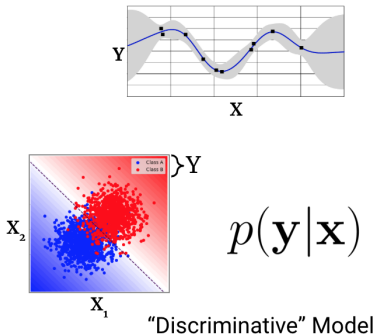 Y
X
Class A
Class B
Y
X₂
p(y|x)
X₁
"Discriminative" Model